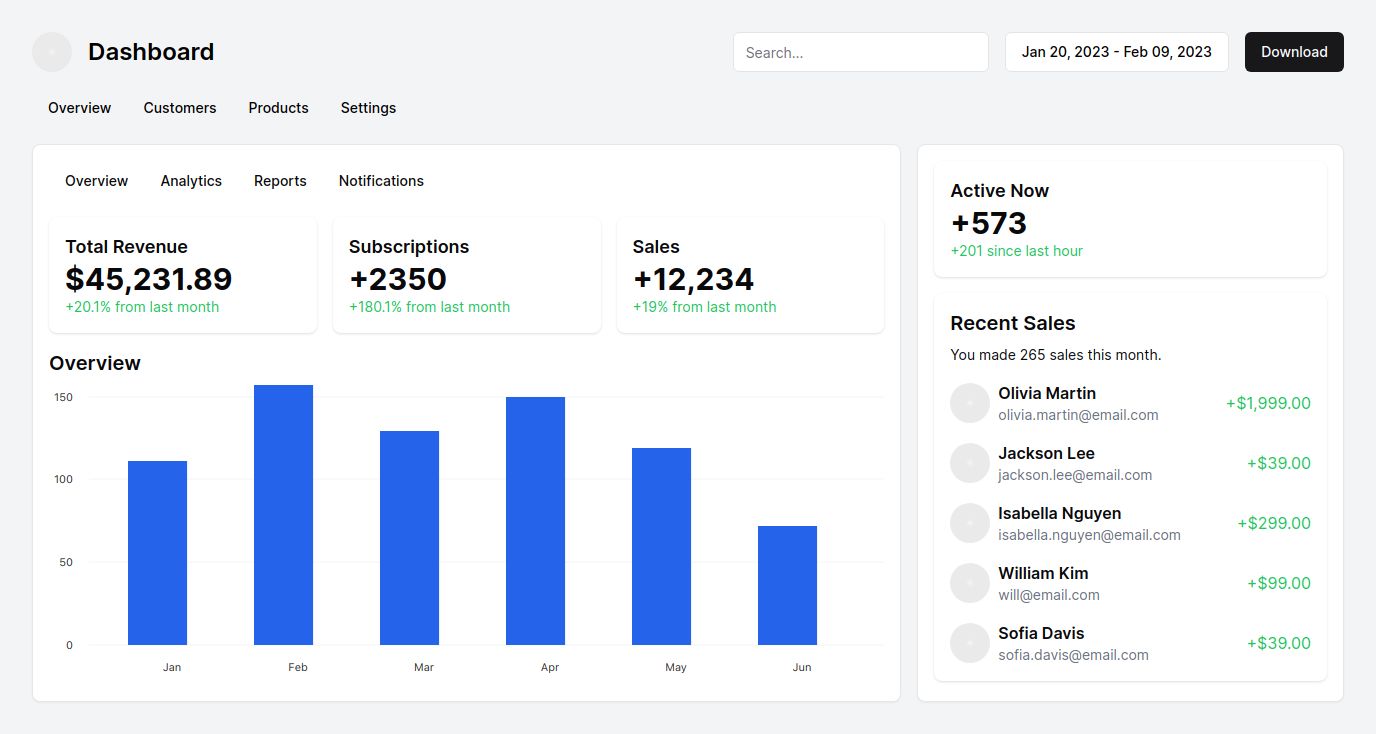 Dashboard
Search...
Jan 20, 2023 - Feb 09, 2023
Download
Overview Customers Products Settings
Overview Analytics Reports Notifications
Total Revenue
$45,231.89
+20.1% from last month
Subscriptions
+2350
+180.1% from last month
Sales
+12,234
+19% from last month
Overview
150
100
50
0
Jan Feb Mar Apr May Jun
Active Now
+573
+201 since last hour
Recent Sales
You made 265 sales this month.
Olivia Martin
olivia.martin@email.com
+$1,999.00
Jackson Lee
jackson.lee@email.com
+$39.00
Isabella Nguyen
isabella.nguyen@email.com
+$299.00
William Kim
will@email.com
+$99.00
Sofia Davis
sofia.davis@email.com
+$39.00